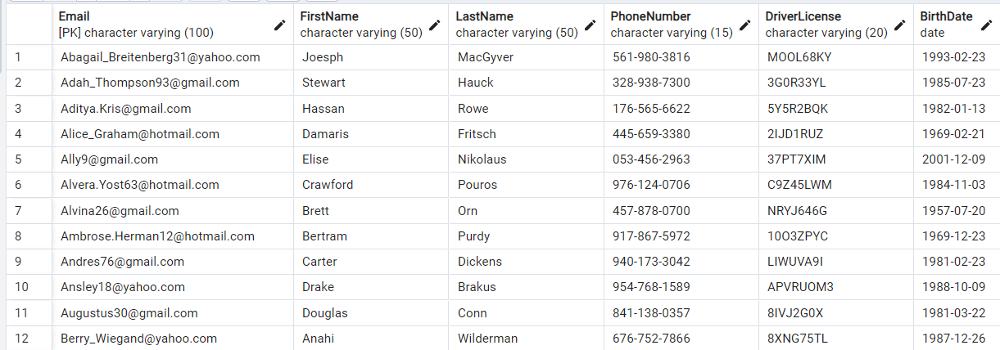 Email FirstName LastName PhoneNumber DriverLicense BirthDate
[PK] character varying (100) character varying (50) character varying (50) character varying (15) character varying (20) date
1 Abagail_Breitenberg31@yahoo.com Joesph MacGyver 561-980-3816 MOOL68KY 1993-02-23
2 Adah_Thompson93@gmail.com Stewart Hauck 328-938-7300 3G0R33YL 1985-07-23
3 Aditya.Kris@gmail.com Hassan Rowe 176-565-6622 5Y5R2BQK 1982-01-13
4 Alice_Graham@hotmail.com Damaris Fritsch 445-659-3380 2IJD1RUZ 1969-02-21
5 Ally9@gmail.com Elise Nikolaus 053-456-2963 37PT7XIM 2001-12-09
6 Alvera.Yost63@hotmail.com Crawford Pouros 976-124-0706 C9Z45LWM 1984-11-03
7 Alvina26@gmail.com Brett Orn 457-878-0700 NRYJ646G 1957-07-20
8 Ambrose.Herman12@hotmail.com Bertram Purdy 917-867-5972 10O3ZPYC 1969-12-23
9 Andres76@gmail.com Carter Dickens 940-173-3042 LIWUVA9I 1981-02-23
10 Ansley18@yahoo.com Drake Brakus 954-768-1589 APVRUOM3 1988-10-09
11 Augustus30@gmail.com Douglas Conn 841-138-0357 8IVJ2G0X 1981-03-22
12 Berry_Wiegand@yahoo.com Anahi Wilderman 676-752-7866 8XNG75TL 1987-12-26